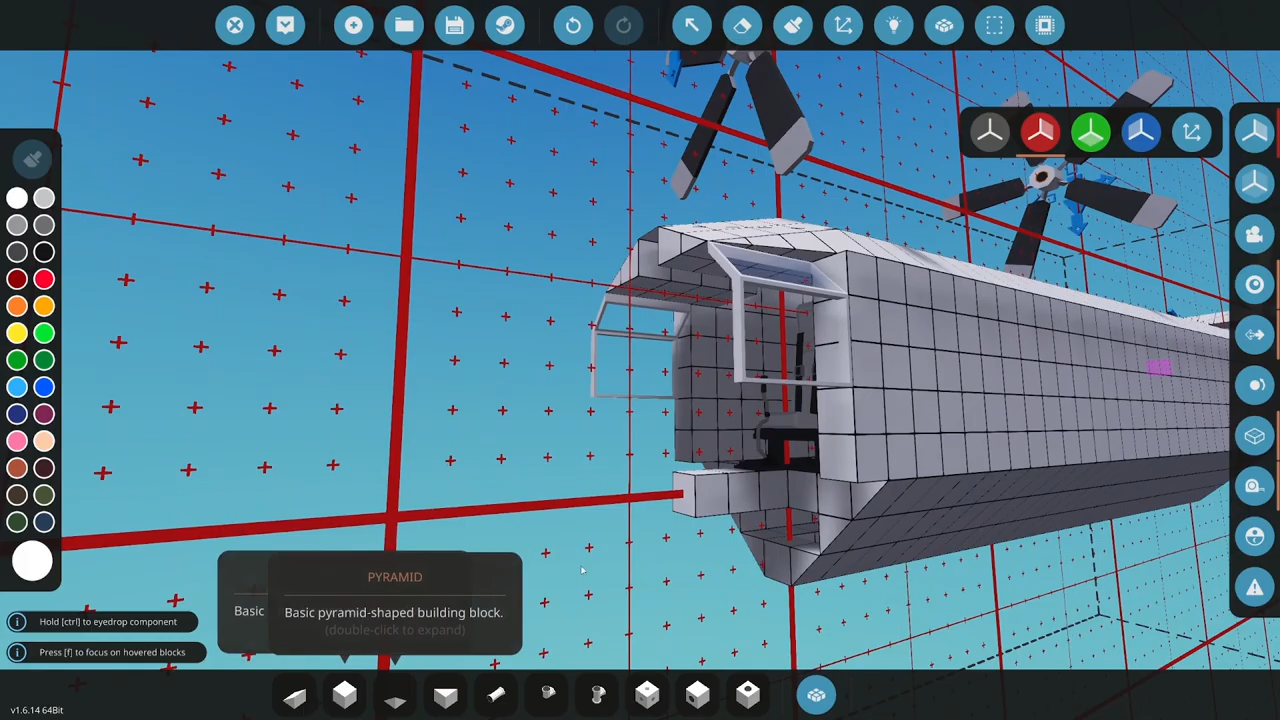 PYRAMID
Basic
Basic pyramid-shaped building block.
(double-click to expand)
Hold [ctrl] to eyedrop component
Press [f] to focus on hovered blocks
v1.6.14 64Bit